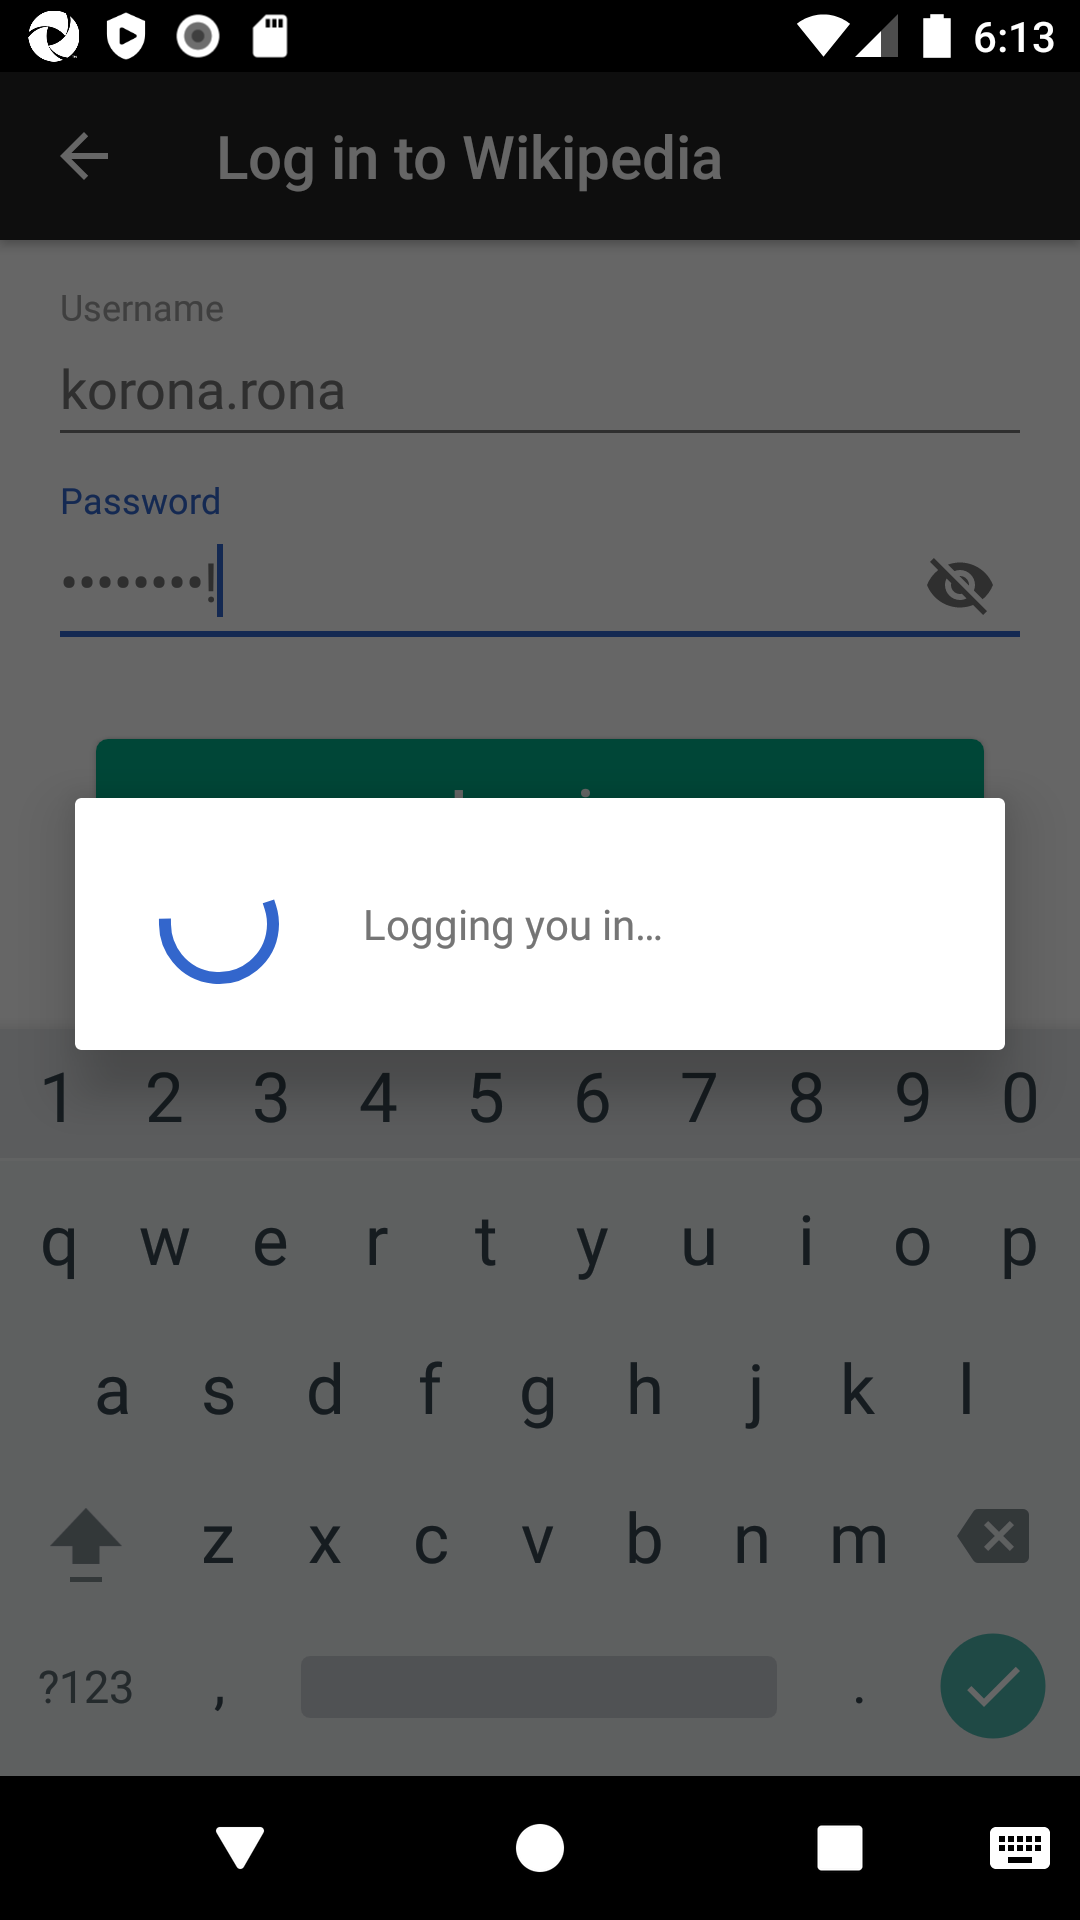 6:13
Log in to Wikipedia
Username
korona.rona
Password
••••••••!
Logging you in...
1 2 3 4 5 6 7 8 9 0
q w e r t y u i o p
a s d f g h j k l
z x c v b n m
?123 , .